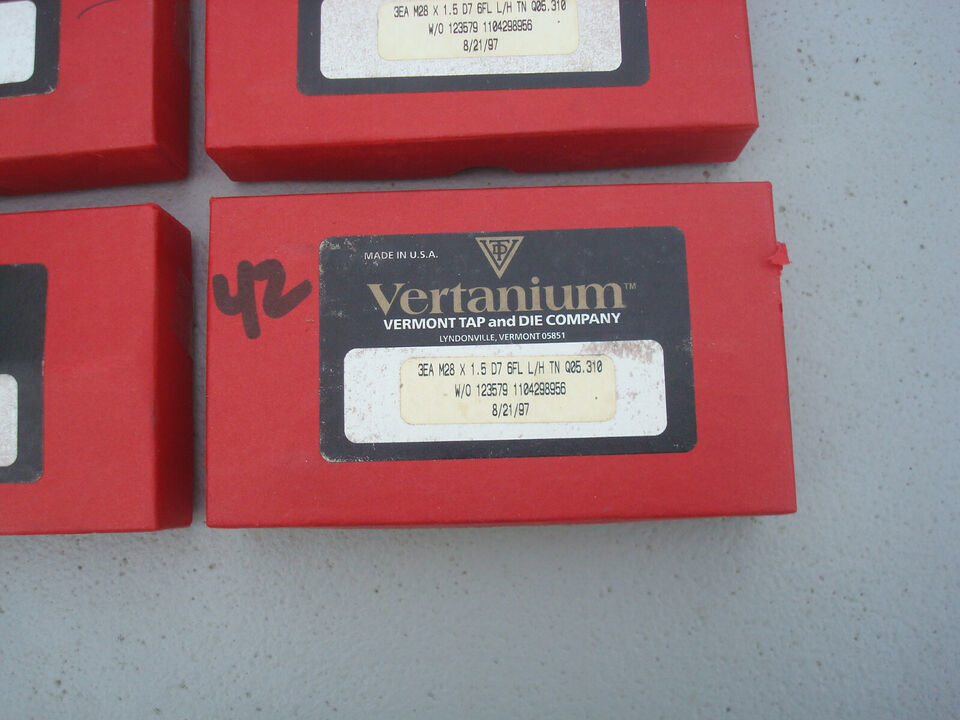 3EA M28 X 1.5 D7 6FL L/H TN Q05.310
W/O 123579 1104298956
8/21/97
42
MADE IN U.S.A.
VTD
Vertanium™
VERMONT TAP and DIE COMPANY
LYNDONVILLE, VERMONT 05851
3EA M28 X 1.5 D7 6FL L/H TN Q05.310
W/O 123579 1104298956
8/21/97